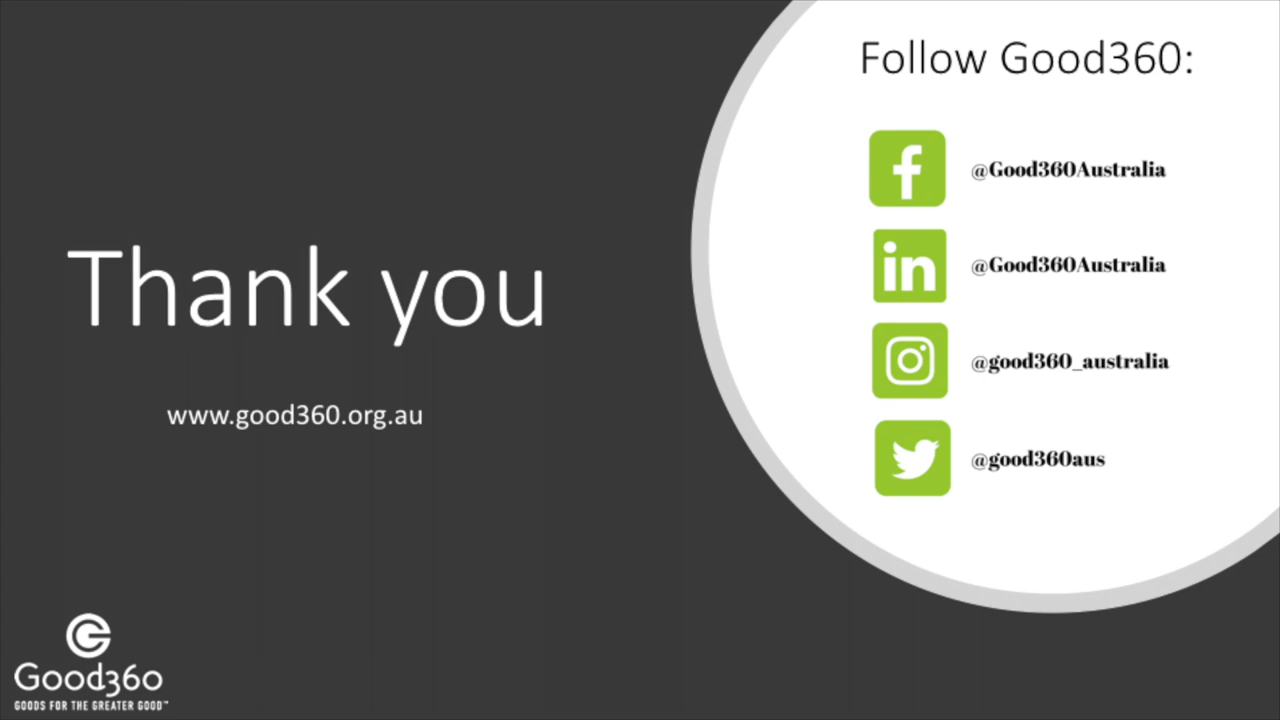 Thank you
www.good360.org.au
Follow Good360:
@Good360Australia
@Good360Australia
@good360_australia
@good360aus
Good360
GOODS FOR THE GREATER GOOD™